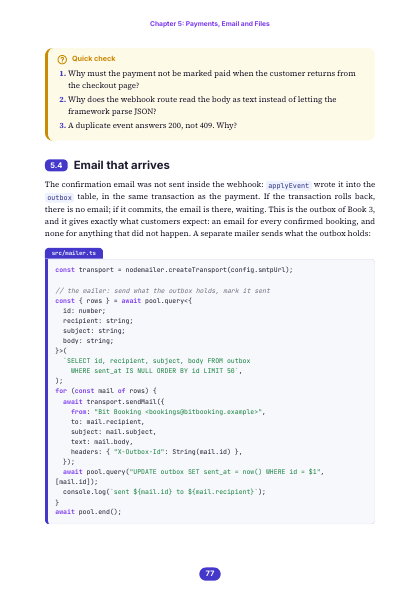 Chapter 5: Payments, Email and Files
Quick check
1. Why must the payment not be marked paid when the customer returns from
the checkout page?
2. Why does the webhook route read the body as text instead of letting the
framework parse JSON?
3. A duplicate event answers 200, not 409. Why?
5.4 Email that arrives
The confirmation email was not sent inside the webhook: applyEvent wrote it into the
outbox table, in the same transaction as the payment. If the transaction rolls back,
there is no email; if it commits, the email is there, waiting. This is the outbox of Book 3,
and it gives exactly what customers expect: an email for every confirmed booking, and
none for anything that did not happen. A separate mailer sends what the outbox holds:
src/mailer.ts
const transport = nodemailer.createTransport(config.smtpUrl);
// the mailer: send what the outbox holds, mark it sent
const { rows } = await pool.query<{
id: number;
recipient: string;
subject: string;
body: string;
}>(
`SELECT id, recipient, subject, body FROM outbox
WHERE sent_at IS NULL ORDER BY id LIMIT 50`,
);
for (const mail of rows) {
await transport.sendMail({
from: "Bit Booking <bookings@bitbooking.example>",
to: mail.recipient,
subject: mail.subject,
text: mail.body,
headers: { "X-Outbox-Id": String(mail.id) },
});
await pool.query("UPDATE outbox SET sent_at = now() WHERE id = $1",
[mail.id]);
console.log(`sent ${mail.id} to ${mail.recipient}`);
}
await pool.end();
77